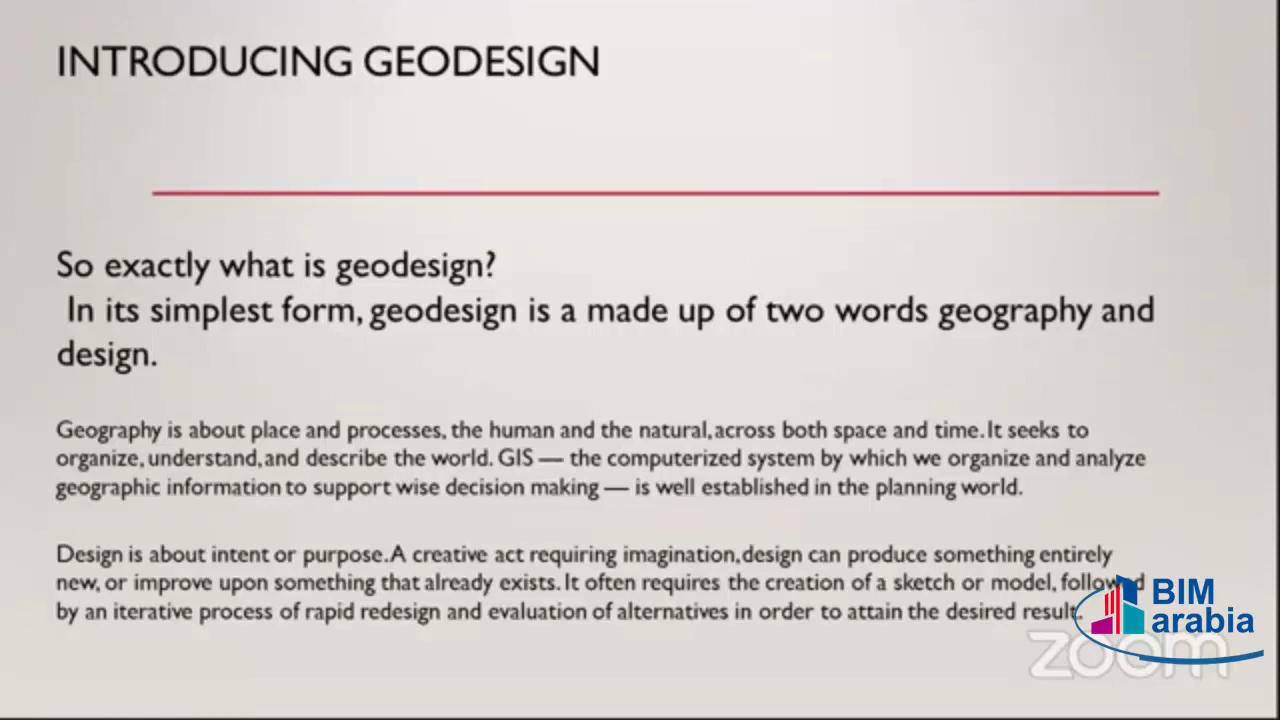 INTRODUCING GEODESIGN
So exactly what is geodesign?
In its simplest form, geodesign is a made up of two words geography and
design.
Geography is about place and processes, the human and the natural, across both space and time. It seeks to
organize, understand, and describe the world. GIS — the computerized system by which we organize and analyze
geographic information to support wise decision making — is well established in the planning world.
Design is about intent or purpose. A creative act requiring imagination, design can produce something entirely
new, or improve upon something that already exists. It often requires the creation of a sketch or model, followed
by an iterative process of rapid redesign and evaluation of alternatives in order to attain the desired result.
BIM
arabia
zoom